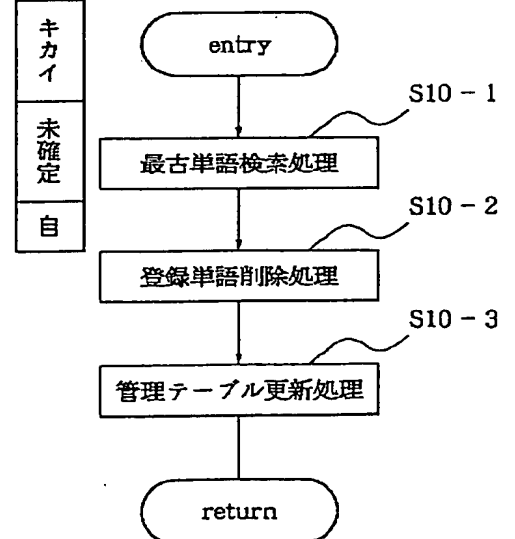 キカイ
未確定
自
entry
S10-1
最古単語検索処理
S10-2
登録単語削除処理
S10-3
管理テーブル更新処理
return